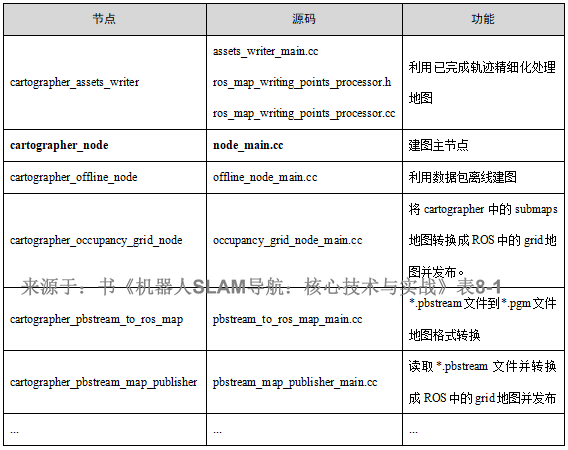 节点 源码 功能
cartographer_assets_writer
assets_writer_main.cc
ros_map_writing_points_processor.h
ros_map_writing_points_processor.cc
利用已完成轨迹精细化处理
地图
cartographer_node node_main.cc 建图主节点
cartographer_offline_node offline_node_main.cc 利用数据包离线建图
cartographer_occupancy_grid_node occupancy_grid_node_main.cc
将 cartographer 中的 submaps
地图转换成 ROS 中的 grid 地
图并发布。
来源于：书《机器人SLAM导航：核心技术与实战》表8-1
cartographer_pbstream_to_ros_map pbstream_to_ros_map_main.cc
*.pbstream 文件到*.pgm 文件
地图格式转换
cartographer_pbstream_map_publisher pbstream_map_publisher_main.cc
读取 *.pbstream 文件并转换
成 ROS 中的 grid 地图并发布
... ... ...